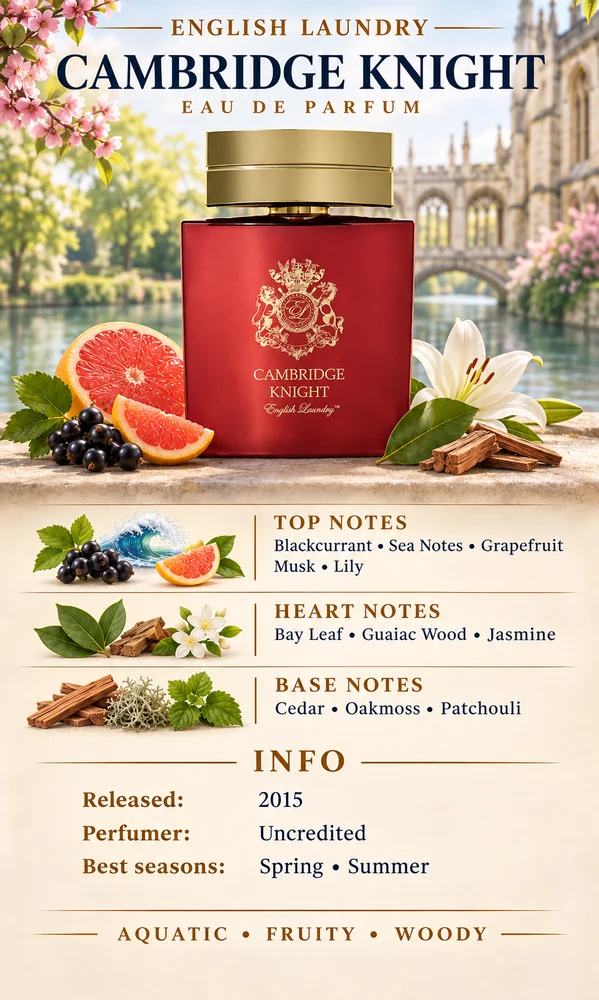 ENGLISH LAUNDRY
CAMBRIDGE KNIGHT
EAU DE PARFUM
CAMBRIDGE
KNIGHT
English Laundry™
TOP NOTES
Blackcurrant • Sea Notes • Grapefruit
Musk • Lily
HEART NOTES
Bay Leaf • Guaiac Wood • Jasmine
BASE NOTES
Cedar • Oakmoss • Patchouli
INFO
Released: 2015
Perfumer: Uncredited
Best seasons: Spring • Summer
AQUATIC • FRUITY • WOODY